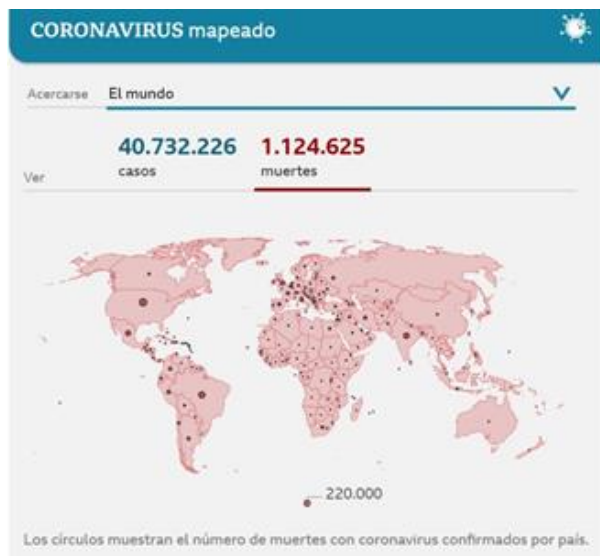 CORONAVIRUS mapeado
Acercarse El mundo
40.732.226 1.124.625
casos muertes
Ver
220.000
Los círculos muestran el número de muertes con coronavirus confirmados por país.